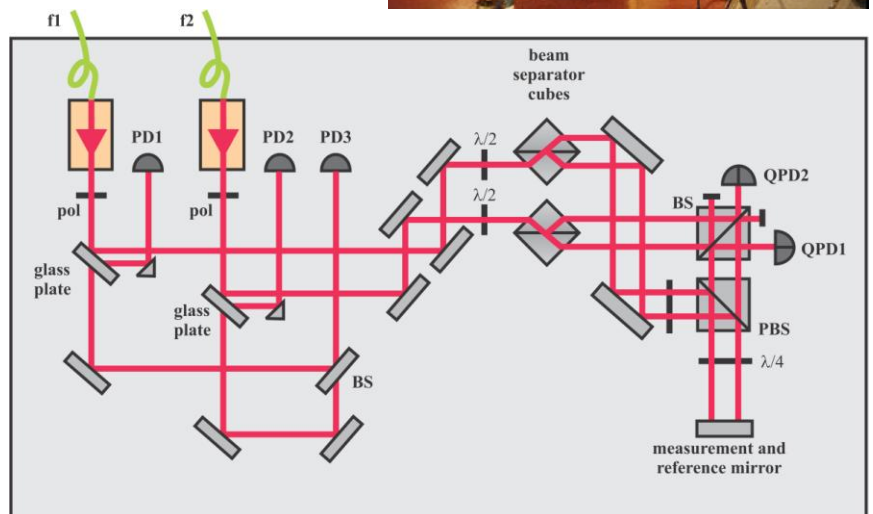 f1
f2
beam
separator
cubes
PD1
PD2
PD3
λ/2
λ/2
QPD2
BS
QPD1
pol
pol
glass
plate
glass
plate
BS
PBS
λ/4
measurement and
reference mirror